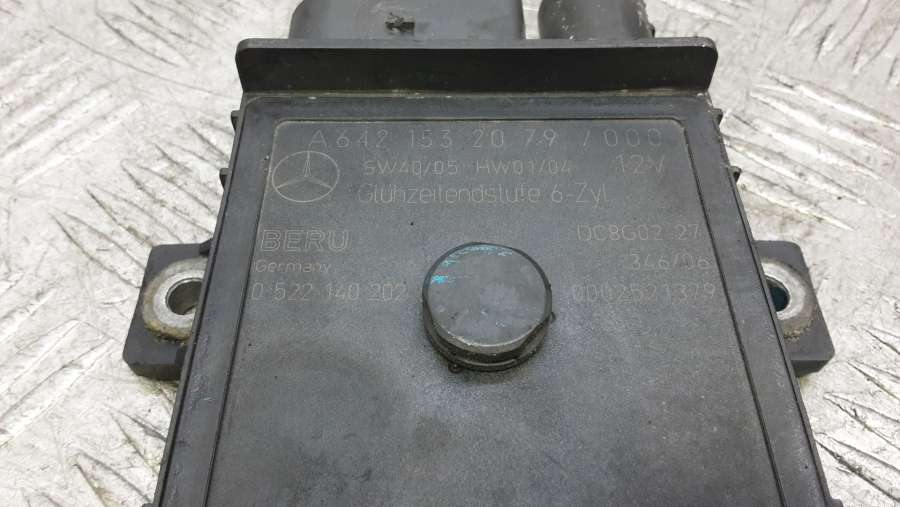 A 642 153 20 79 / 000
SW40/05 HW01/04 12V
Glühzeitendstufe 6-Zyl
BERU DC8G02 27
Germany 346/06
0 522 140 202 0002521379